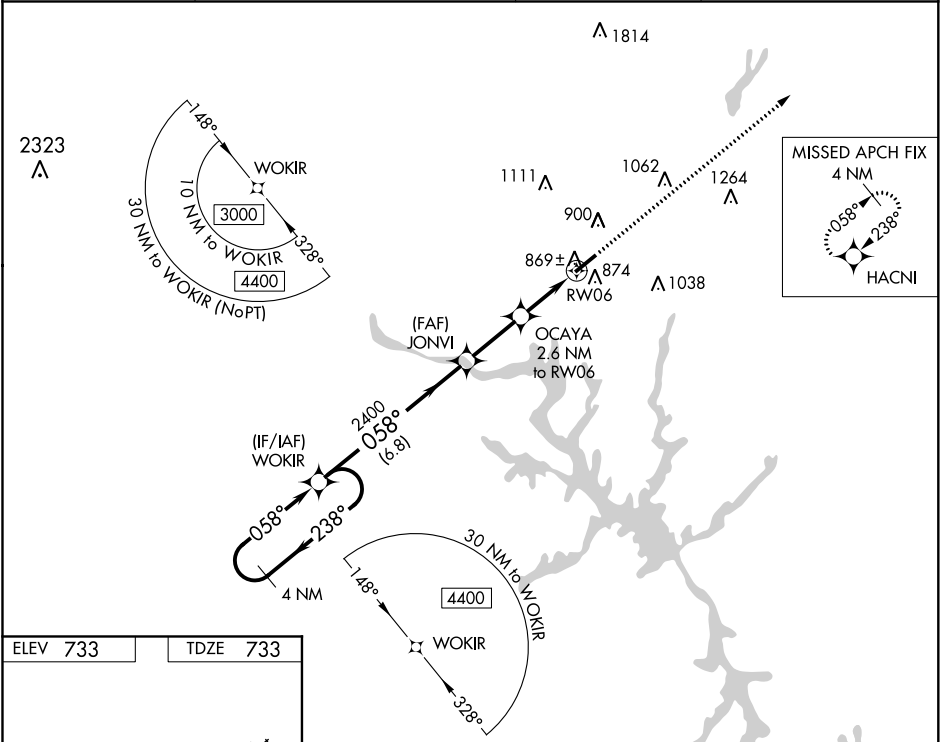 1814
2323
148°
WOKIR
3000
328°
10 NM to WOKIR
4400
30 NM to WOKIR (NoPT)
1111
1062
1264
900
869±
874
1038
RW06
MISSED APCH FIX
4 NM
058°
238°
HACNI
(FAF)
JONVI
OCAYA
2.6 NM
to RW06
2400
058°
(6.8)
(IF/IAF)
WOKIR
058°
238°
4 NM
30 NM to WOKIR
148°
4400
WOKIR
328°
ELEV 733
TDZE 733